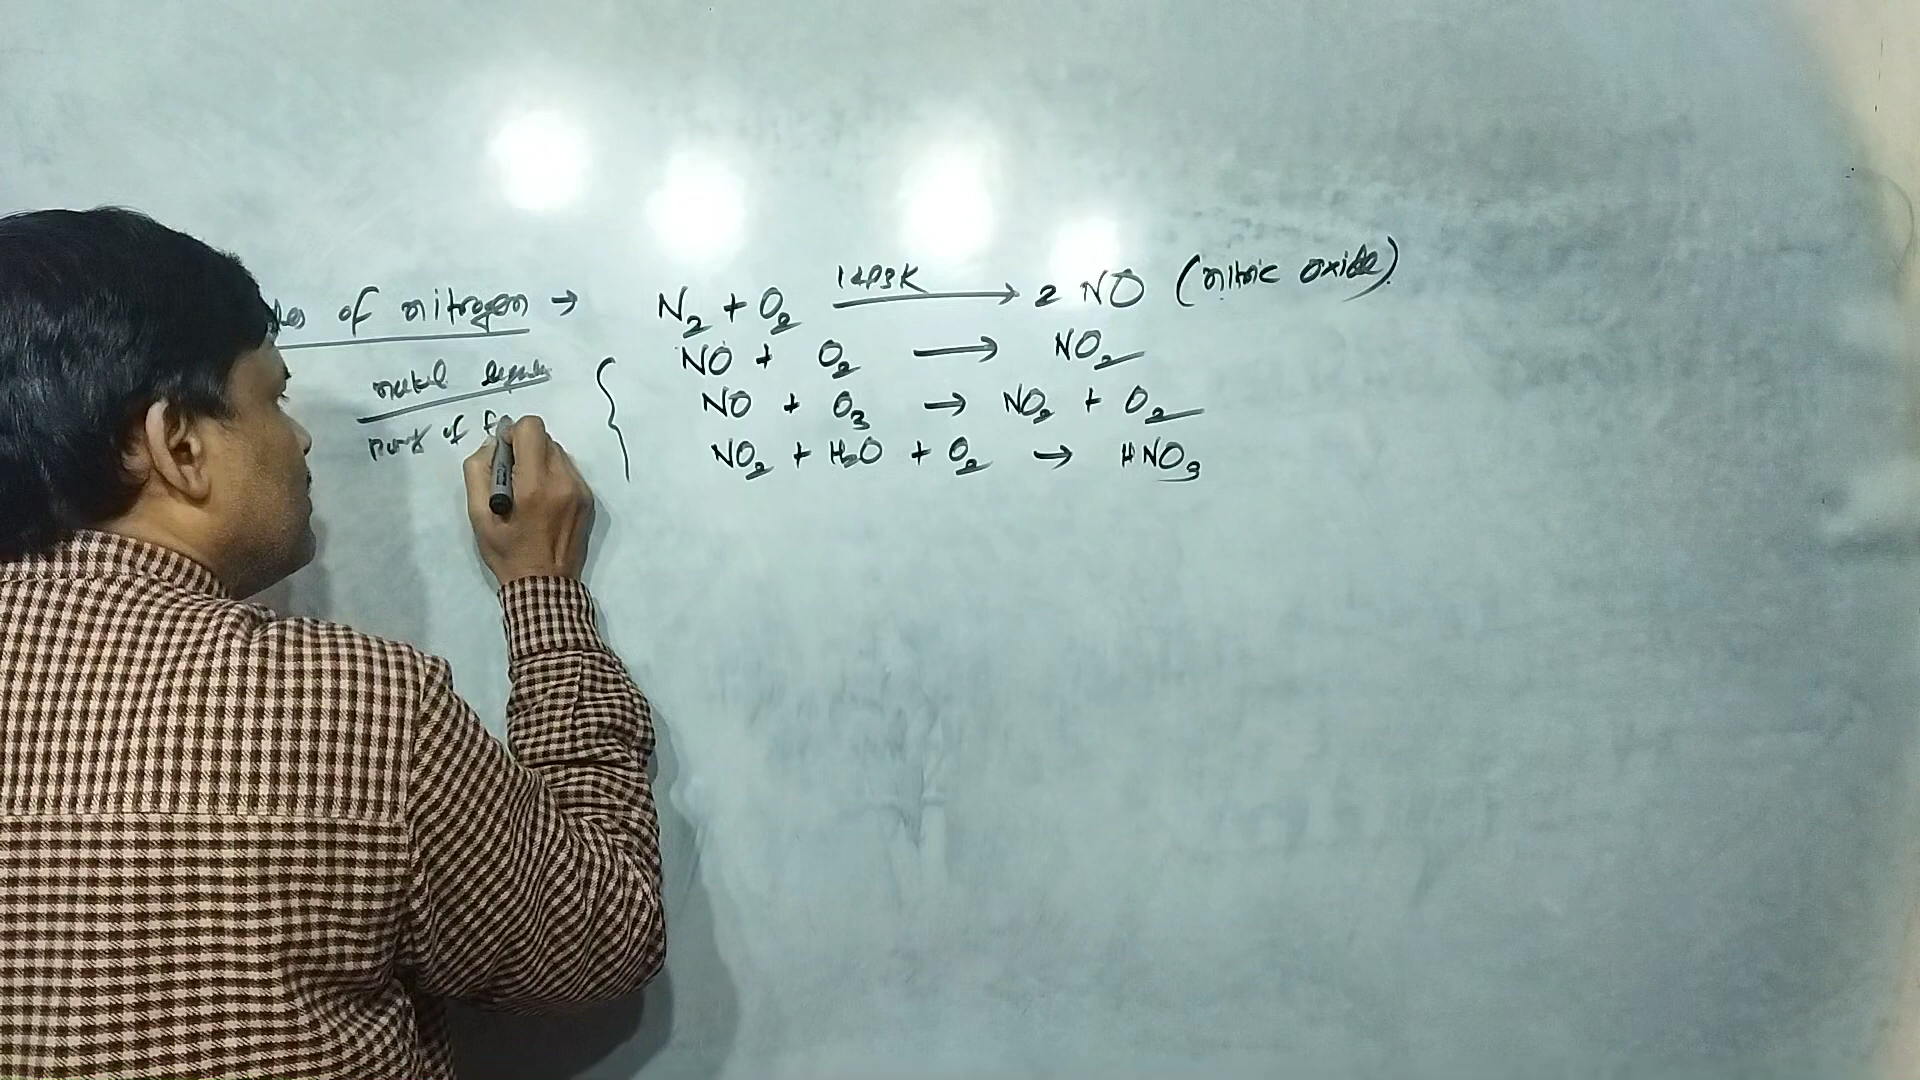 of nitrogen → N₂ + O₂ 1483K → 2 NO (nitric oxide)
NO + O₂ → NO₂
NO + O₃ → NO₂ + O₂
NO₂ + H₂O + O₂ → HNO₃
of